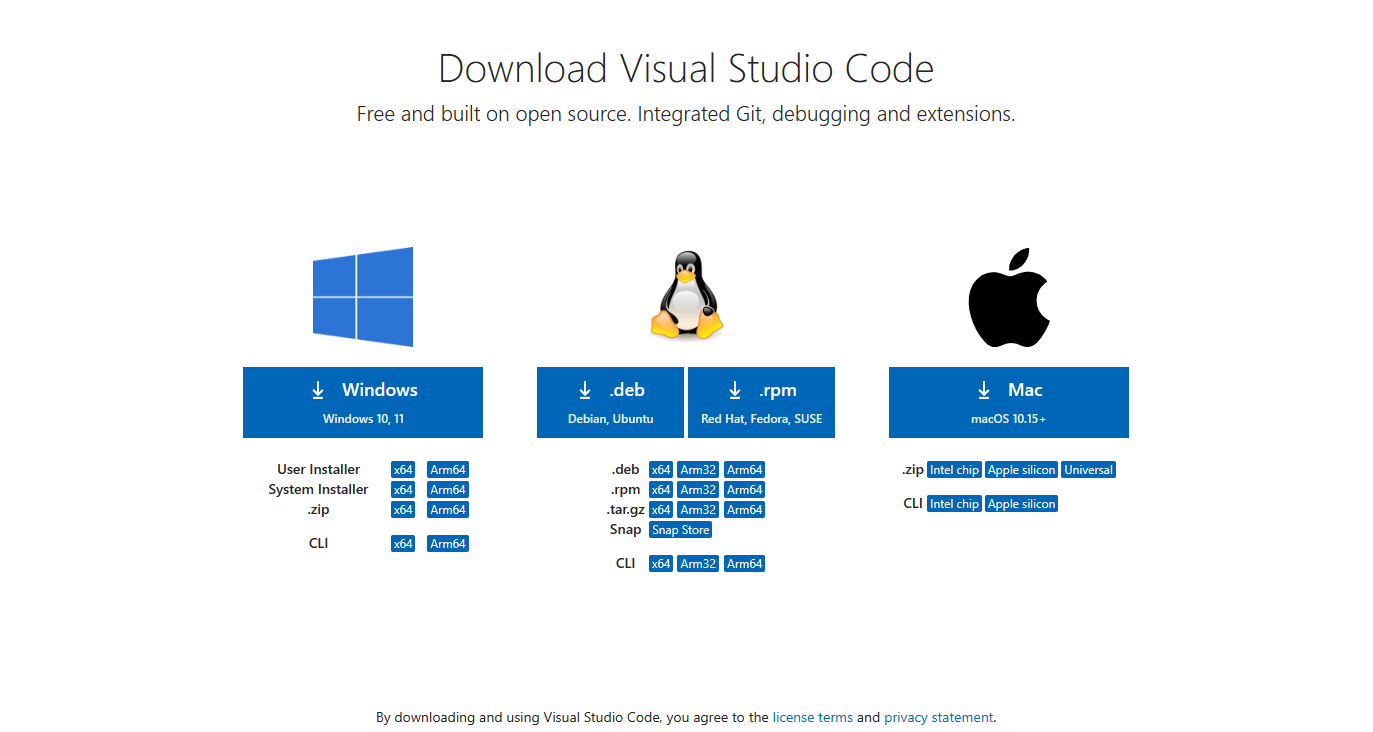 Download Visual Studio Code
Free and built on open source. Integrated Git, debugging and extensions.
Windows
Windows 10, 11
User Installer x64 Arm64
System Installer x64 Arm64
.zip x64 Arm64
CLI x64 Arm64
.deb
Debian, Ubuntu
.rpm
Red Hat, Fedora, SUSE
.deb x64 Arm32 Arm64
.rpm x64 Arm32 Arm64
.tar.gz x64 Arm32 Arm64
Snap Snap Store
CLI x64 Arm32 Arm64
Mac
macOS 10.15+
.zip Intel chip Apple silicon Universal
CLI Intel chip Apple silicon
By downloading and using Visual Studio Code, you agree to the license terms and privacy statement.